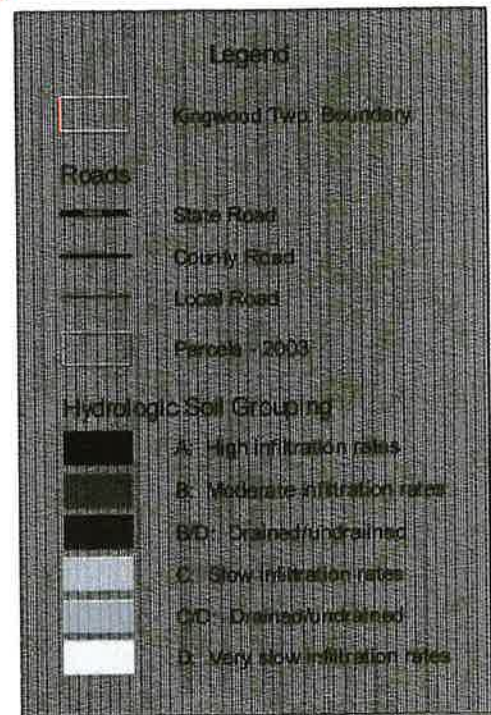 Legend
Kingwood Twp. Boundary
Roads
State Road
County Road
Local Road
Parcels - 2003
Hydrologic Soil Grouping
A: High infiltration rates
B: Moderate infiltration rates
B/D: Drained/undrained
C: Slow infiltration rates
C/D: Drained/undrained
D: Very slow infiltration rates